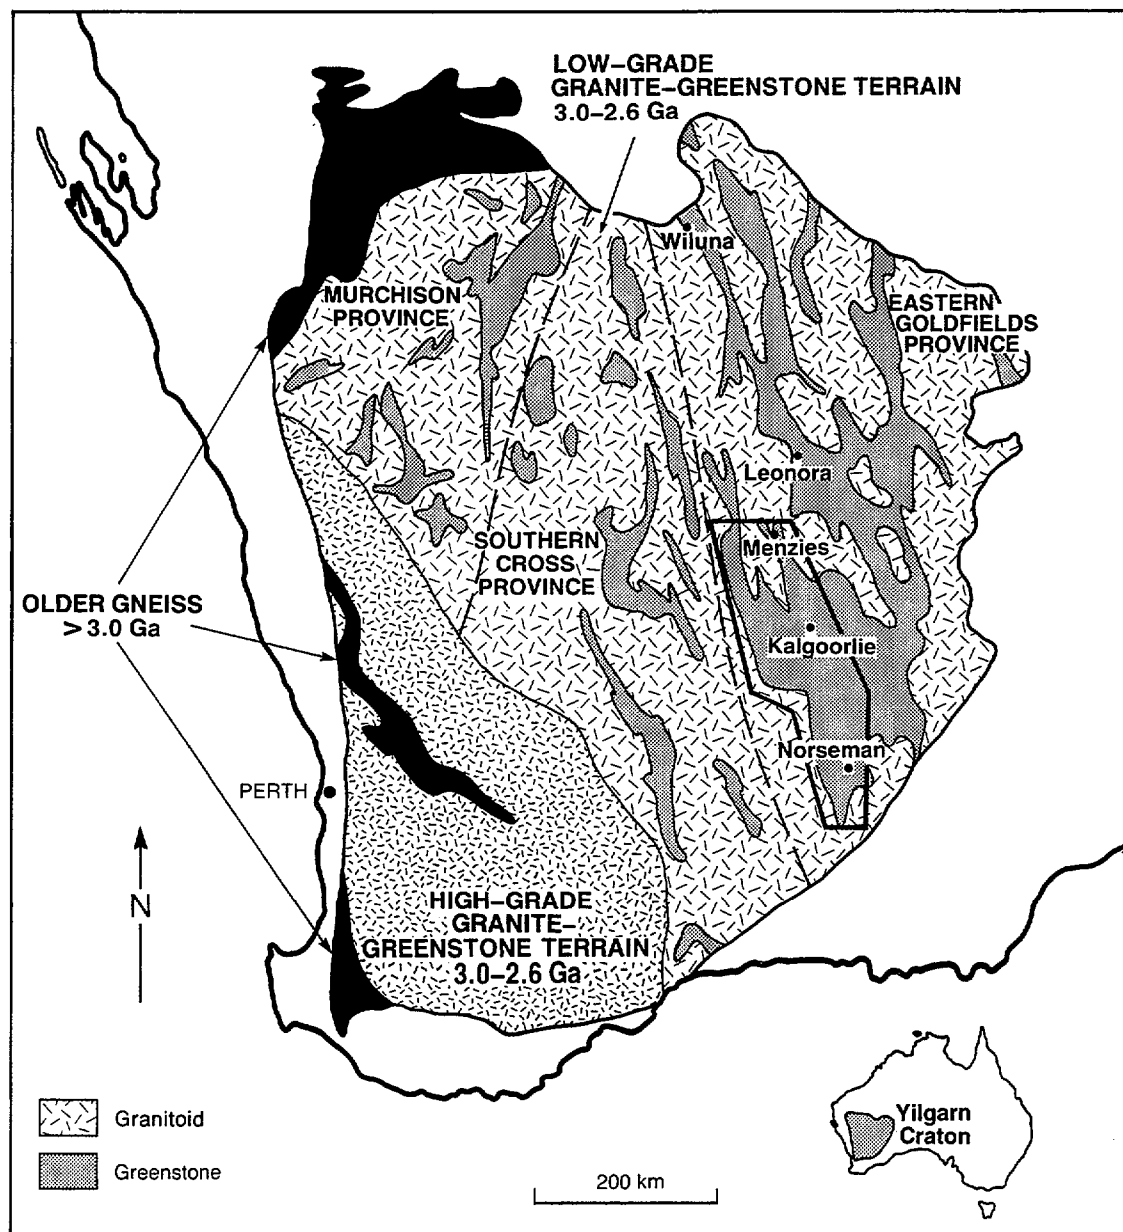 LOW–GRADE
GRANITE–GREENSTONE TERRAIN
3.0–2.6 Ga
Wiluna
MURCHISON
PROVINCE
EASTERN
GOLDFIELDS
PROVINCE
Leonora
SOUTHERN
CROSS
PROVINCE
Menzies
OLDER GNEISS
> 3.0 Ga
Kalgoorlie
Norseman
PERTH
N
HIGH–GRADE
GRANITE–
GREENSTONE TERRAIN
3.0–2.6 Ga
Granitoid
Greenstone
200 km
Yilgarn
Craton